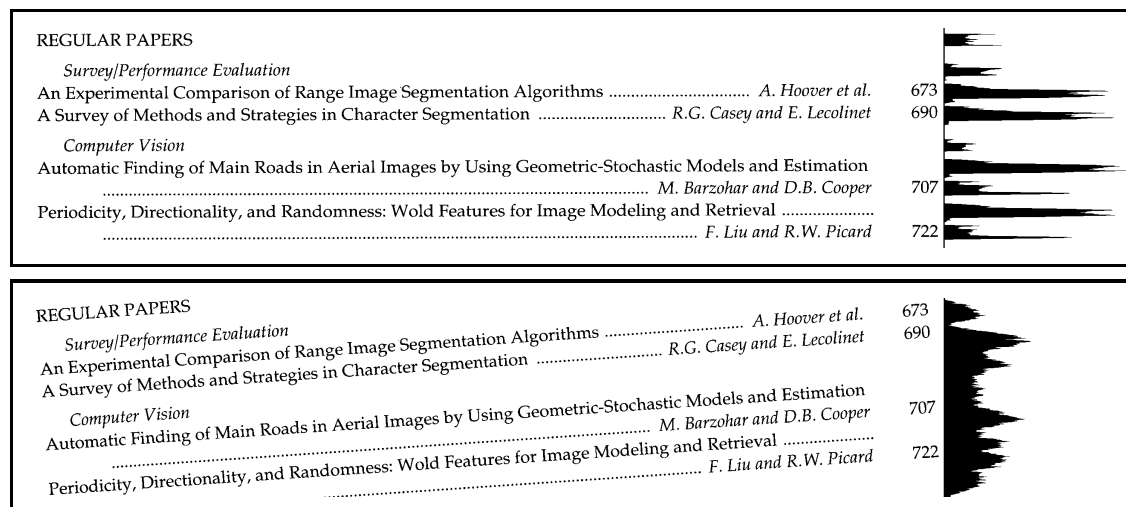 REGULAR PAPERS
Survey/Performance Evaluation
An Experimental Comparison of Range Image Segmentation Algorithms ................................ A. Hoover et al. 673
A Survey of Methods and Strategies in Character Segmentation ............................. R.G. Casey and E. Lecolinet 690
Computer Vision
Automatic Finding of Main Roads in Aerial Images by Using Geometric-Stochastic Models and Estimation
............................................................................................................................ M. Barzohar and D.B. Cooper 707
Periodicity, Directionality, and Randomness: Wold Features for Image Modeling and Retrieval .....................
....................................................................................................................................... F. Liu and R.W. Picard 722
REGULAR PAPERS
Survey/Performance Evaluation
An Experimental Comparison of Range Image Segmentation Algorithms ................................ A. Hoover et al. 673
A Survey of Methods and Strategies in Character Segmentation ............................. R.G. Casey and E. Lecolinet 690
Computer Vision
Automatic Finding of Main Roads in Aerial Images by Using Geometric-Stochastic Models and Estimation
............................................................................................................................ M. Barzohar and D.B. Cooper 707
Periodicity, Directionality, and Randomness: Wold Features for Image Modeling and Retrieval .....................
...................................................................................... F. Liu and R.W. Picard 722